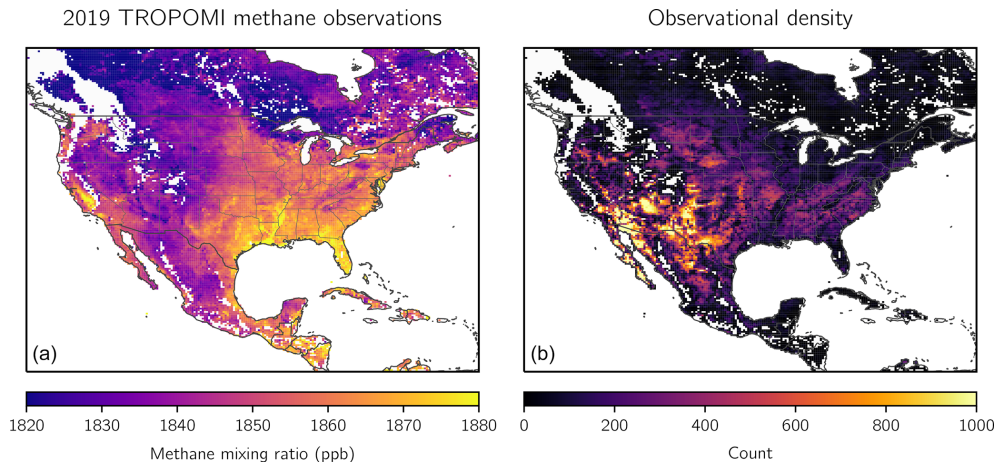 2019 TROPOMI methane observations
Observational density
(a)
(b)
1820 1830 1840 1850 1860 1870 1880
0 200 400 600 800 1000
Methane mixing ratio (ppb)
Count